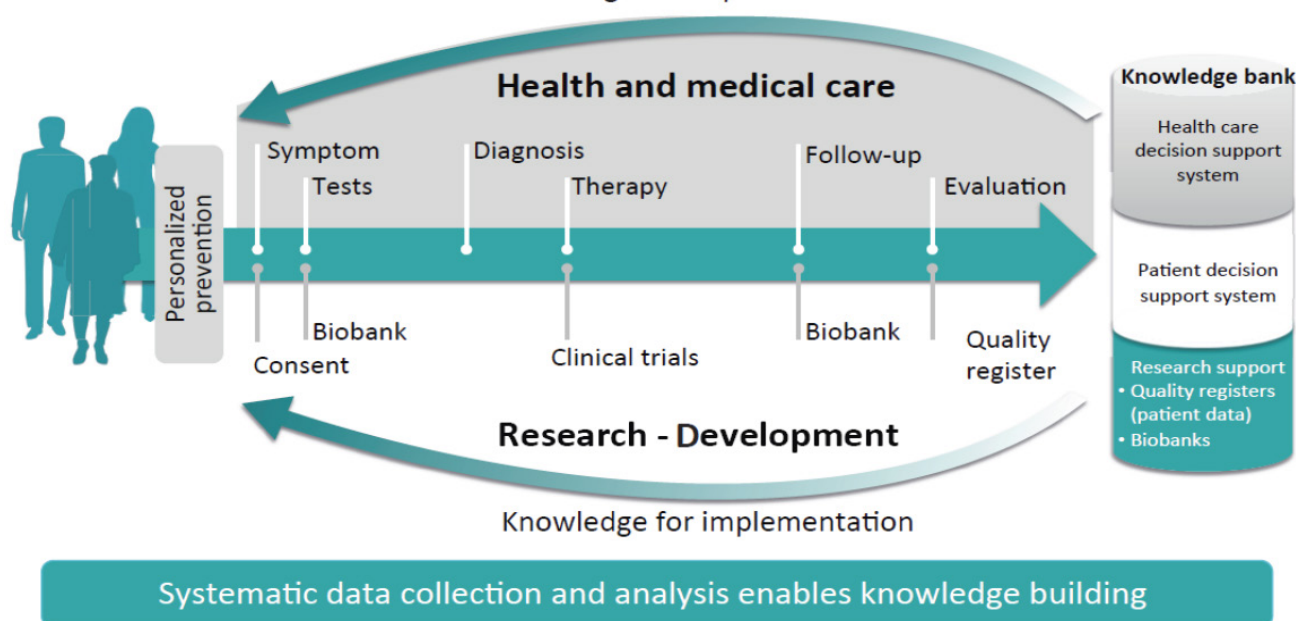 Health and medical care
Knowledge bank
Health care
decision support
system
Symptom
Diagnosis
Follow-up
Tests
Therapy
Evaluation
Personalized
prevention
Patient decision
support system
Biobank
Biobank
Consent
Clinical trials
Quality
register
Research support
• Quality registers
(patient data)
• Biobanks
Research - Development
Knowledge for implementation
Systematic data collection and analysis enables knowledge building